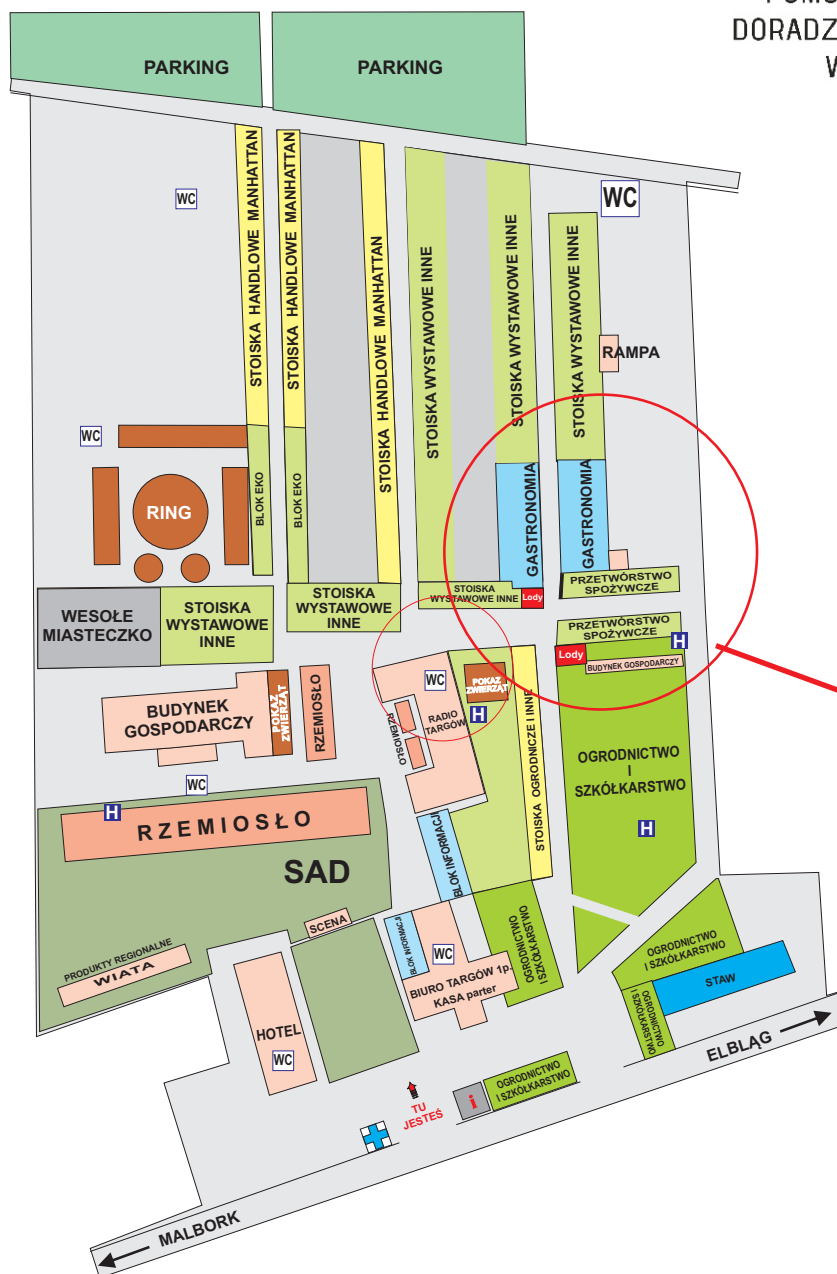 DORADZ
W
PARKING
PARKING
STOISKA HANDLOWE MANHATTAN
STOISKA HANDLOWE MANHATTAN
STOISKA HANDLOWE MANHATTAN
STOISKA WYSTAWOWE INNE
STOISKA WYSTAWOWE INNE
STOISKA WYSTAWOWE INNE
WC
WC
RAMPA
WC
BLOK EKO
BLOK EKO
RING
GASTRONOMIA
GASTRONOMIA
WESOŁE
MIASTECZKO
STOISKA
WYSTAWOWE
INNE
STOISKA
WYSTAWOWE
INNE
STOISKA
WYSTAWOWE INNE
Lody
PRZETWÓRSTWO
SPOŻYWCZE
PRZETWÓRSTWO
SPOŻYWCZE
Lody
BUDYNEK GOSPODARCZY
H
BUDYNEK
GOSPODARCZY
POKAZ
ZWIERZĄT
RZEMIOSŁO
RZEMIOSŁO
WC
RADIO
TARGÓW
POKAZ
ZWIERZĄT
H
STOISKA OGRODNICZE I INNE
OGRODNICTWO
I
SZKÓŁKARSTWO
H
WC
H
RZEMIOSŁO
SAD
BLOK INFORMACJI
SCENA
PRODUKTY REGIONALNE
WIATA
BLOK INFORMACJI
WC
BIURO TARGÓW 1p.
KASA parter
OGRODNICTWO
I SZKÓŁKARSTWO
OGRODNICTWO
I SZKÓŁKARSTWO
STAW
OGRODNICTWO
I SZKÓŁKARSTWO
HOTEL
WC
TU
JESTEŚ
i
OGRODNICTWO
I SZKÓŁKARSTWO
ELBLĄG
MALBORK